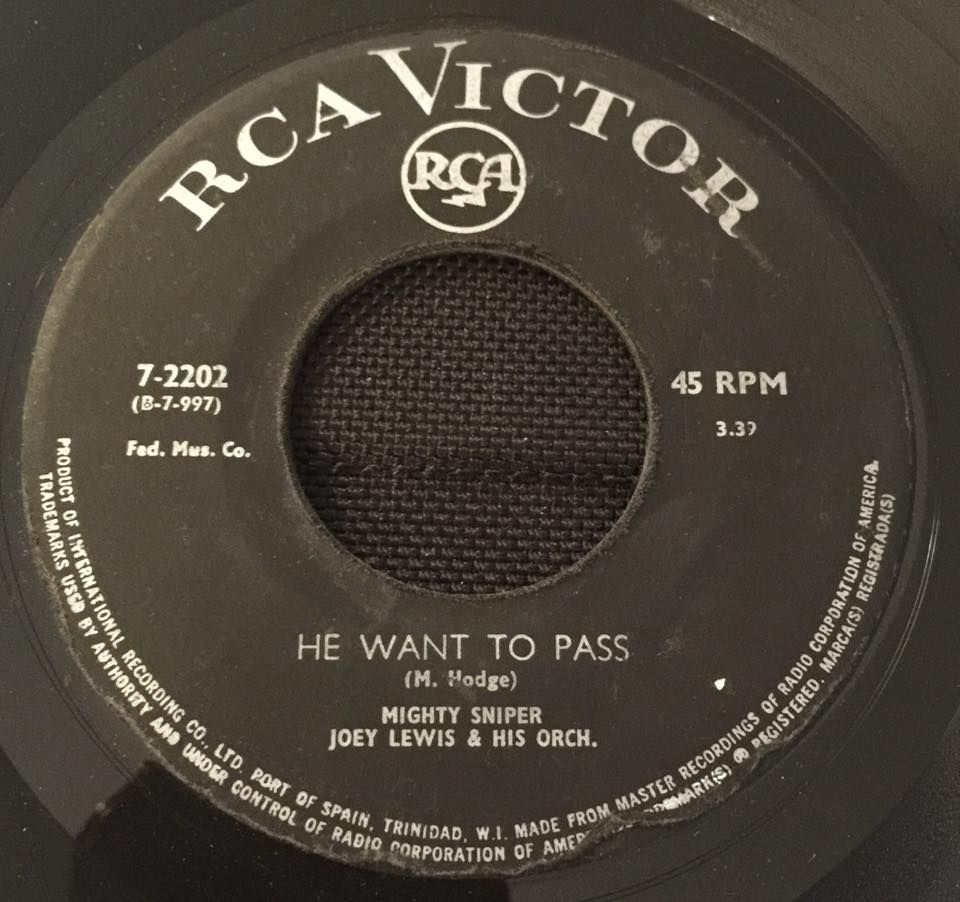 RCA VICTOR
RCA
7-2202
(B-7-997)
Fed. Mus. Co.
45 RPM
3.39
HE WANT TO PASS
(M. Hodge)
MIGHTY SNIPER
JOEY LEWIS & HIS ORCH.
PRODUCT OF INTERNATIONAL RECORDING CO., LTD. PORT OF SPAIN, TRINIDAD, W.I. MADE FROM MASTER RECORDINGS OF RADIO CORPORATION OF AMERICA.
TRADEMARKS USED BY AUTHORITY AND UNDER CONTROL OF RADIO CORPORATION OF REGISTERED. MARCA(S) REGISTRADA(S)